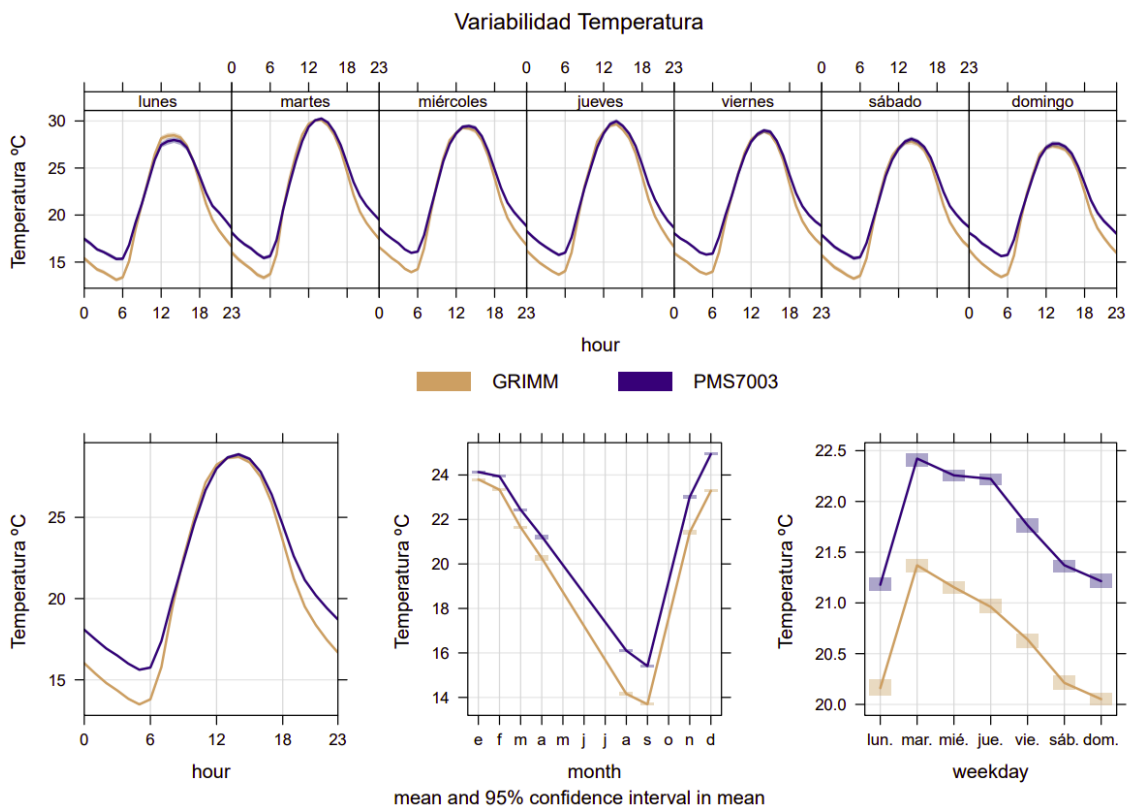 Variabilidad Temperatura
0 6 12 18 23 0 6 12 18 23 0 6 12 18 23
lunes martes miércoles jueves viernes sábado domingo
Temperatura ºC
30
25
20
15
0 6 12 18 23 0 6 12 18 23 0 6 12 18 23 0 6 12 18 23
hour
GRIMM PMS7003
Temperatura ºC
25
20
15
0 6 12 18 23
hour
Temperatura ºC
24
22
20
18
16
14
e f m a m j j a s o n d
month
Temperatura ºC
22.5
22.0
21.5
21.0
20.5
20.0
lun. mar. mié. jue. vie. sáb. dom.
weekday
mean and 95% confidence interval in mean